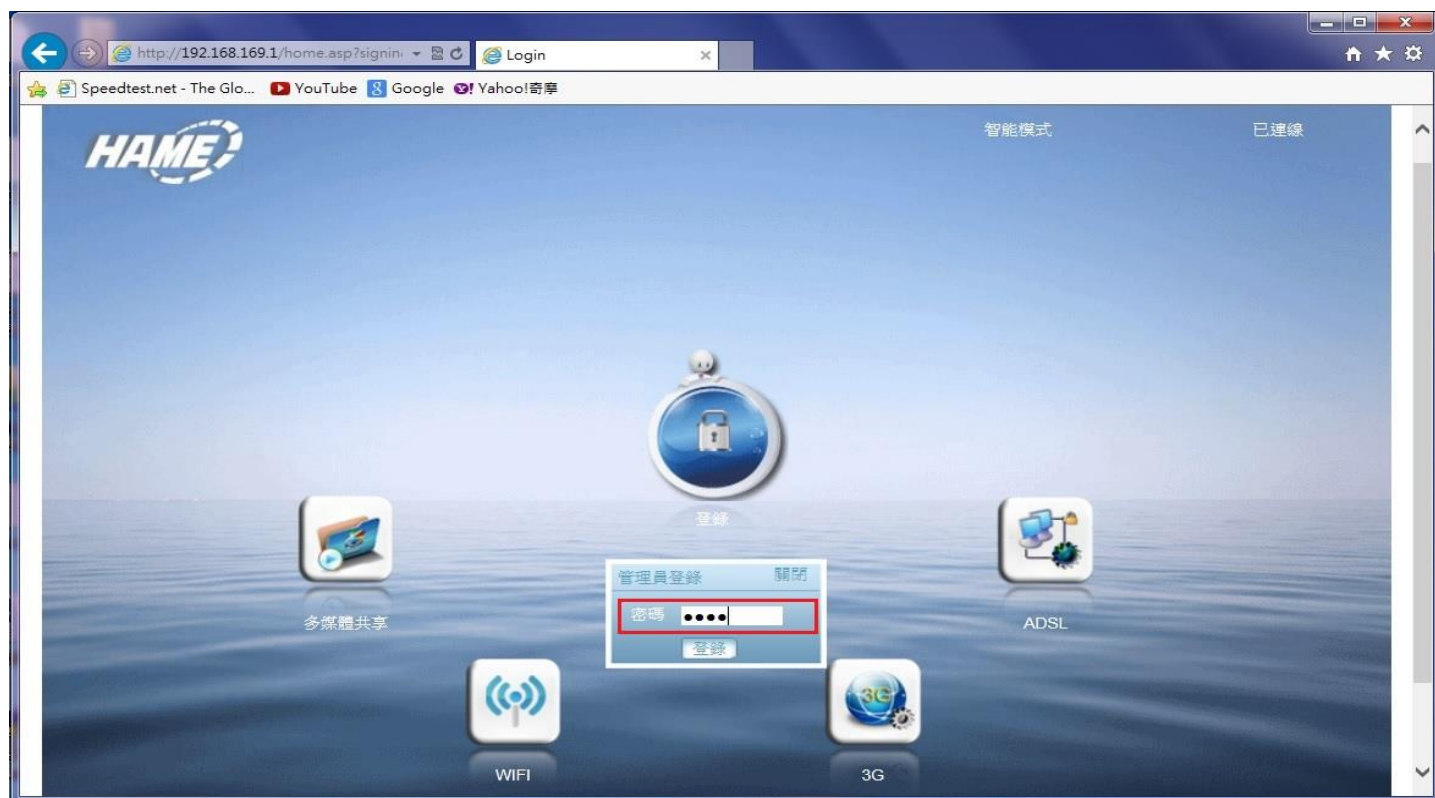 http://192.168.169.1/home.asp?signin
Login
Speedtest.net - The Glo... YouTube Google Yahoo!奇摩
HAME
智能模式 已連線
登錄
管理員登錄 關閉
密碼 ●●●●
登錄
多媒體共享
ADSL
3G
WIFI
3G